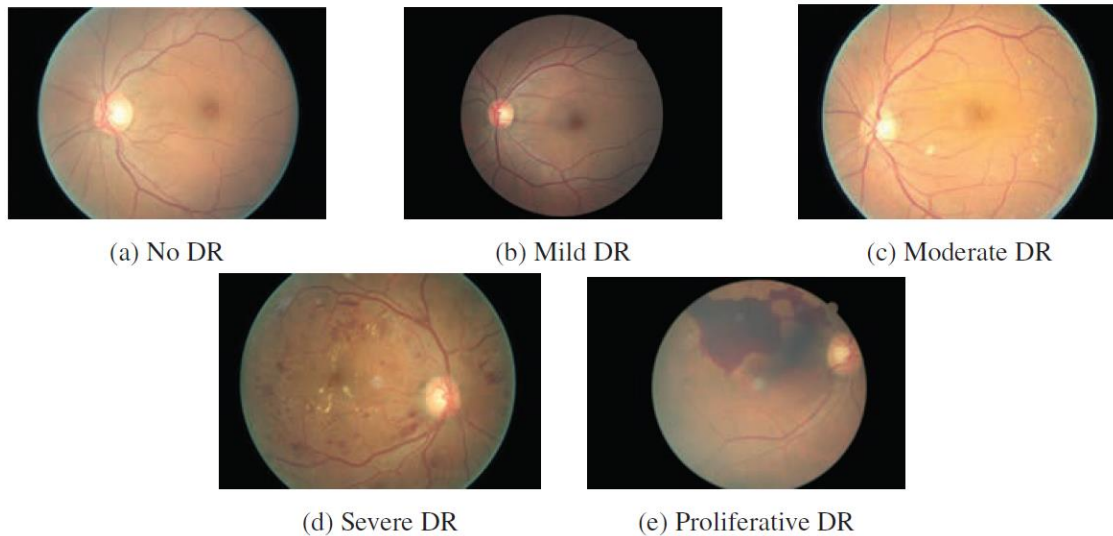 (a) No DR
(b) Mild DR
(c) Moderate DR
(d) Severe DR
(e) Proliferative DR